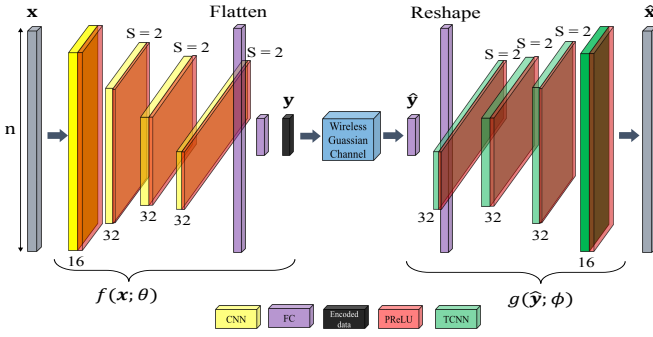 x
n
Flatten
S = 2
S = 2
S = 2
16
32
32
32
y
Wireless
Guassian
Channel
ŷ
Reshape
S = 2
S = 2
S = 2
32
32
32
16
x̂
f(x; θ)
g(ŷ; ϕ)
CNN
FC
Encoded
data
PReLU
TCNN